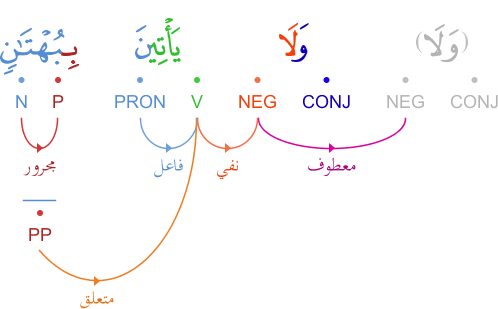 (وَلَا) وَلَا يَأْتِينَ بِبُهْتَٰنٍ
N P PRON V NEG CONJ NEG CONJ
مجرور فاعل نفي معطوف
PP
متعلق